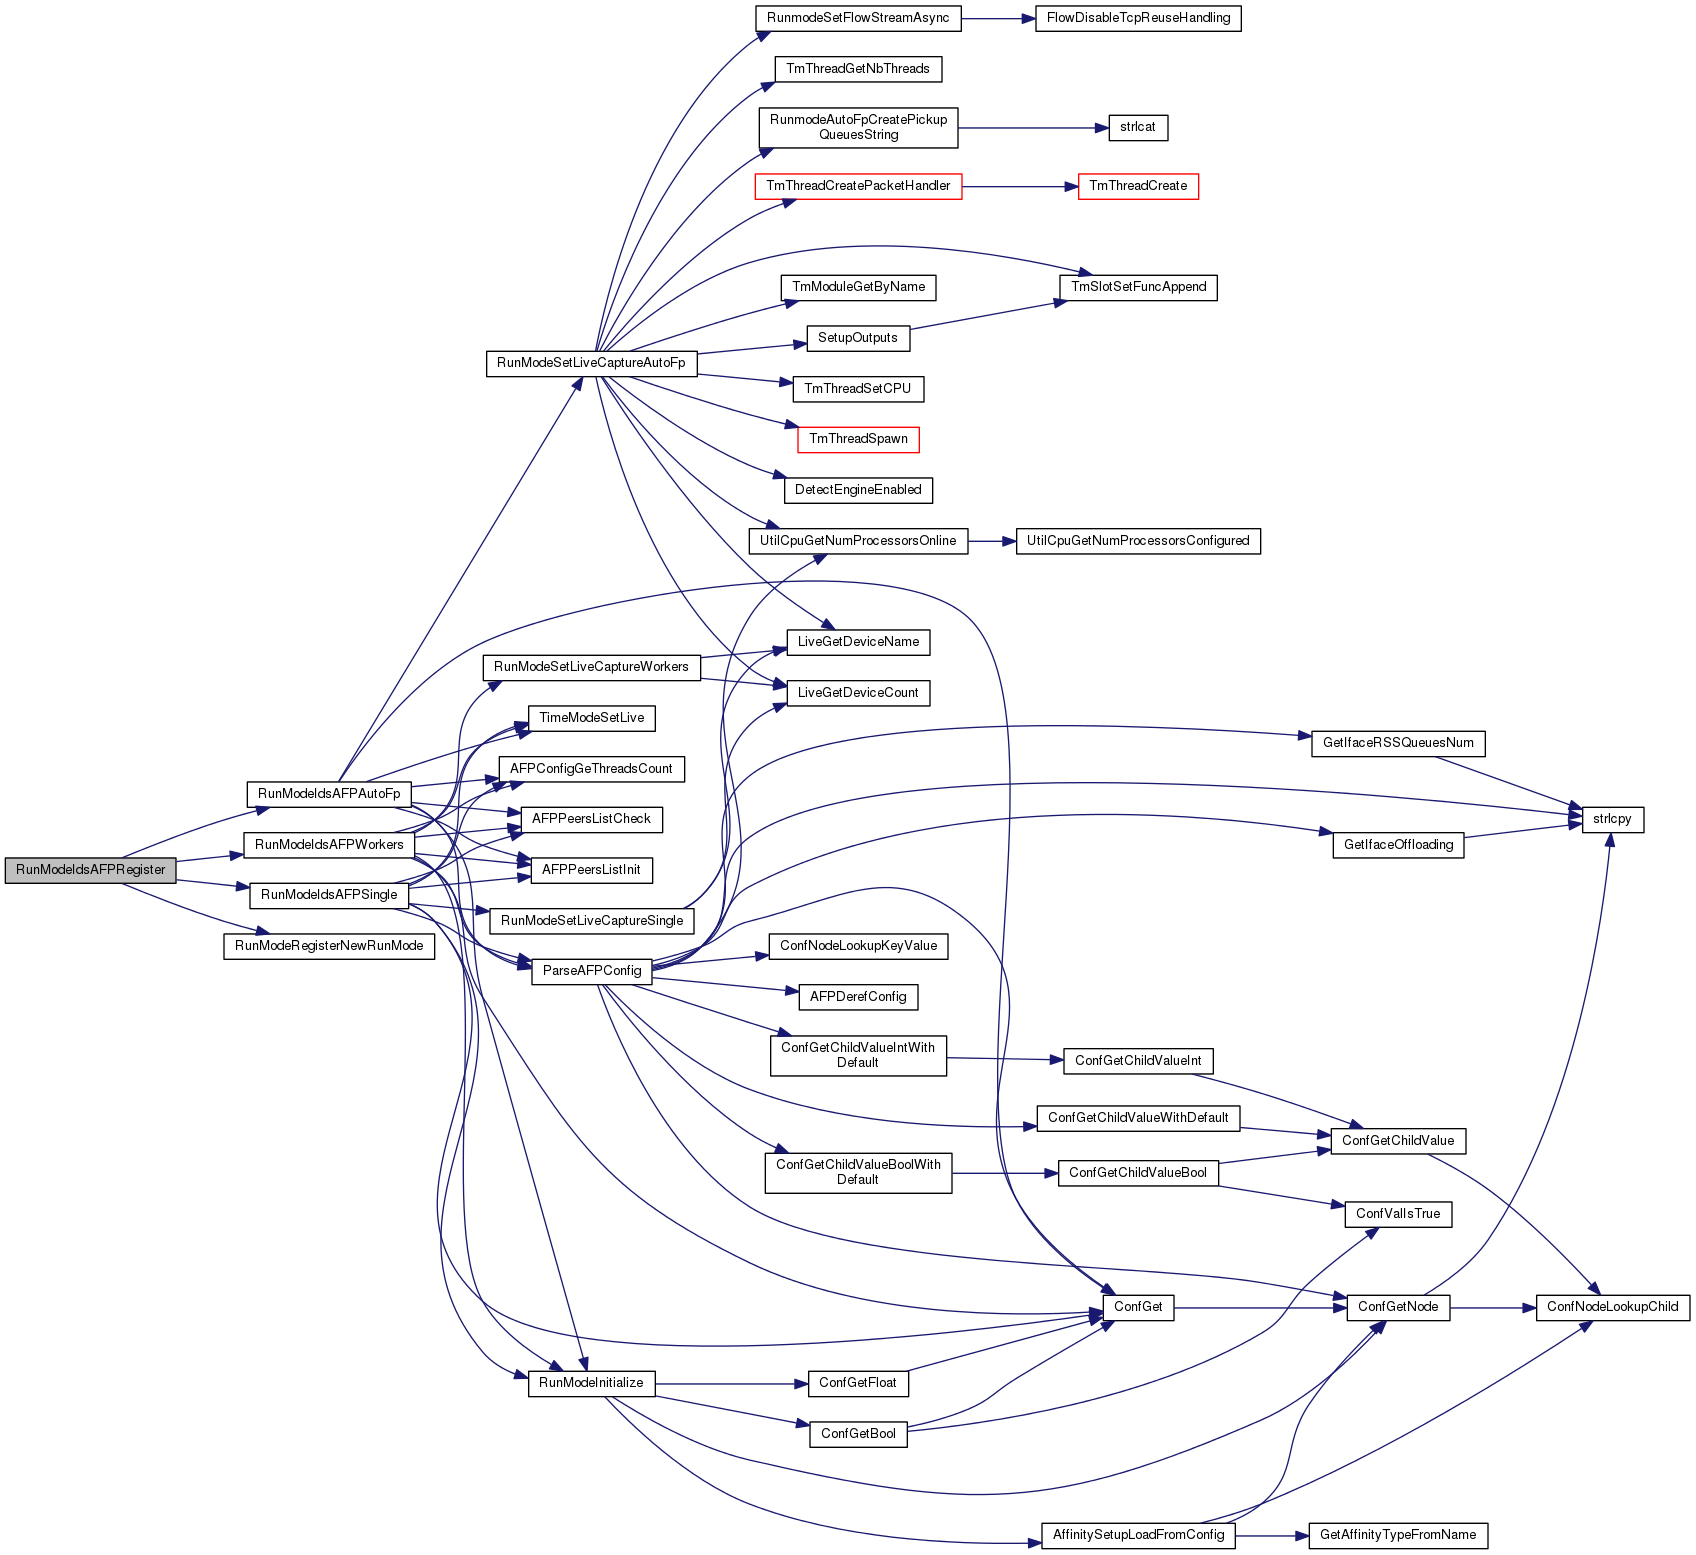 RunmodeSetFlowStreamAsync
FlowDisableTcpReuseHandling
TmThreadGetNbThreads
RunmodeAutoFpCreatePickup
QueuesString
strlcat
TmThreadCreatePacketHandler
TmThreadCreate
TmModuleGetByName
TmSlotSetFuncAppend
SetupOutputs
RunModeSetLiveCaptureAutoFp
TmThreadSetCPU
TmThreadSpawn
DetectEngineEnabled
UtilCpuGetNumProcessorsOnline
UtilCpuGetNumProcessorsConfigured
LiveGetDeviceName
RunModeSetLiveCaptureWorkers
LiveGetDeviceCount
TimeModeSetLive
GetIfaceRSSQueuesNum
AFPConfigGeThreadsCount
RunModeIdsAFPAutoFp
AFPPeersListCheck
strlcpy
RunModeIdsAFPWorkers
GetIfaceOffloading
RunModeIdsAFPRegister
AFPPeersListInit
RunModeIdsAFPSingle
RunModeSetLiveCaptureSingle
RunModeRegisterNewRunMode
ConfNodeLookupKeyValue
ParseAFPConfig
AFPDerefConfig
ConfGetChildValueIntWith
Default
ConfGetChildValueInt
ConfGetChildValueWithDefault
ConfGetChildValue
ConfGetChildValueBoolWith
Default
ConfGetChildValueBool
ConfValIsTrue
ConfGet
ConfGetNode
ConfNodeLookupChild
RunModeInitialize
ConfGetFloat
ConfGetBool
AffinitySetupLoadFromConfig
GetAffinityTypeFromName